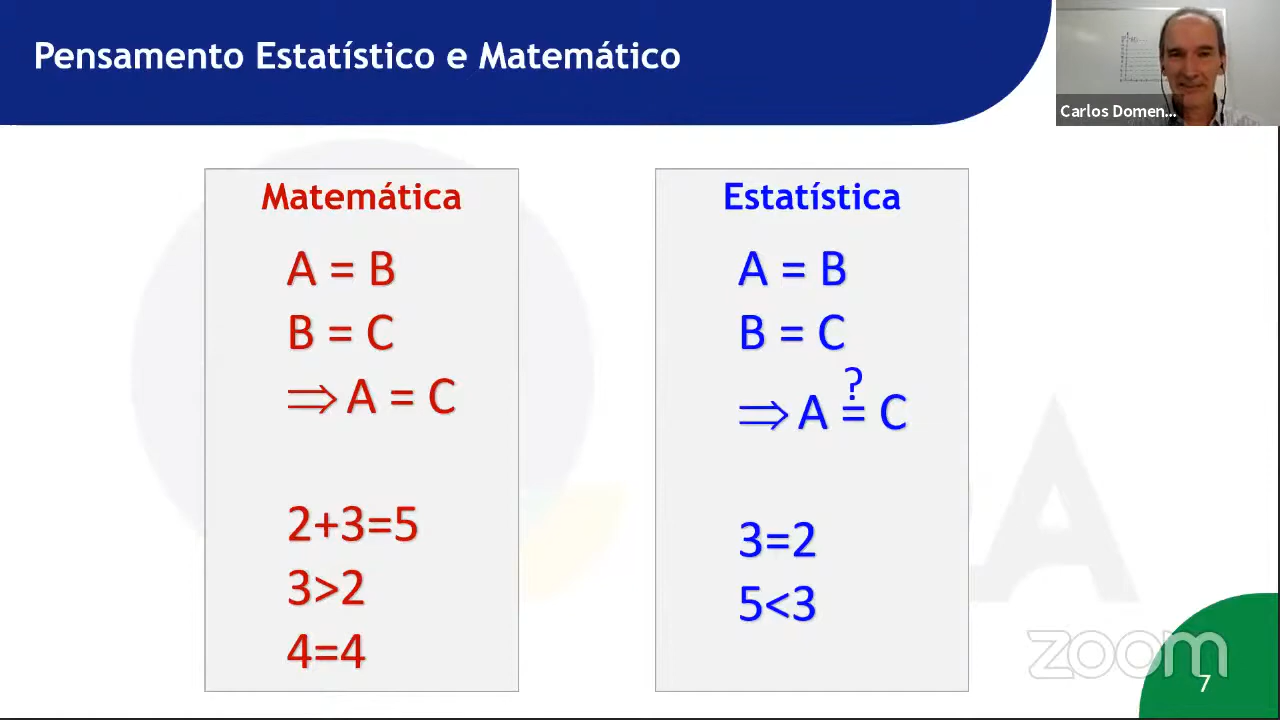 Pensamento Estatístico e Matemático
Carlos Domen...
Matemática
A = B
B = C
⇒ A = C
2+3=5
3>2
4=4
Estatística
A = B
B = C
?
⇒ A = C
3=2
5<3
A
zoom
7